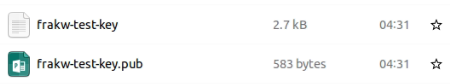 frakw-test-key 2.7 kB 04:31
frakw-test-key.pub 583 bytes 04:31